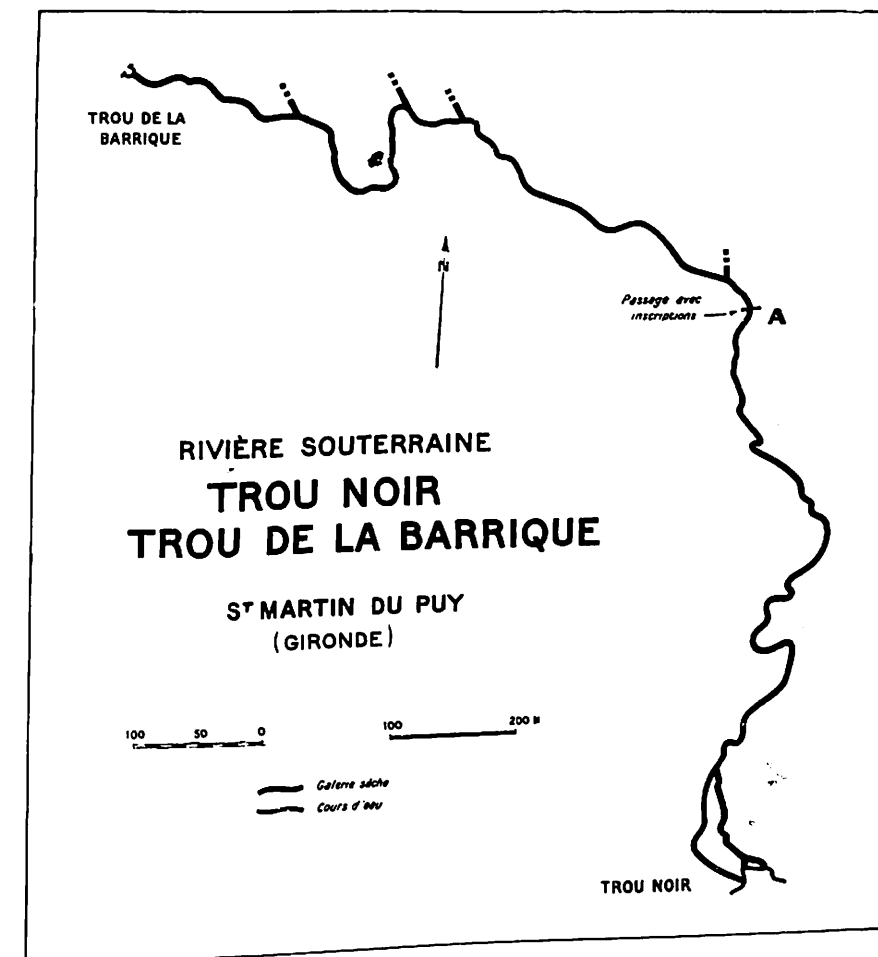 TROU DE LA
BARRIQUE
N
Passage avec
inscriptions
A
RIVIÈRE SOUTERRAINE
TROU NOIR
TROU DE LA BARRIQUE
Sᵀ MARTIN DU PUY
(GIRONDE)
100 50 0 100 200 M
Galerie sèche
Cours d'eau
TROU NOIR